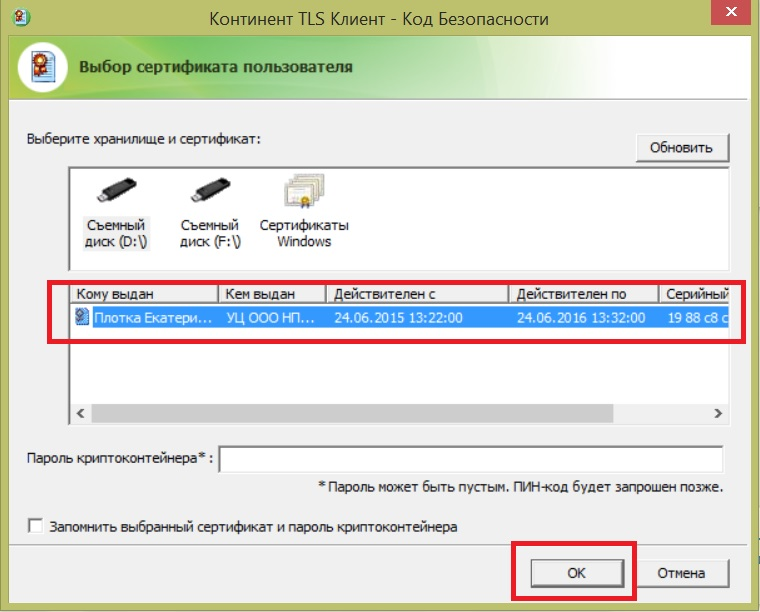 Континент TLS Клиент - Код Безопасности
Выбор сертификата пользователя
Выберите хранилище и сертификат:
Обновить
Съемный диск (D:\)
Съемный диск (F:\)
Сертификаты Windows
Кому выдан Кем выдан Действителен с Действителен по Серийный
Плотка Екатери... УЦ ООО НП... 24.06.2015 13:22:00 24.06.2016 13:32:00 19 88 c8 c
Пароль криптоконтейнера* :
* Пароль может быть пустым. ПИН-код будет запрошен позже.
Запомнить выбранный сертификат и пароль криптоконтейнера
OK
Отмена